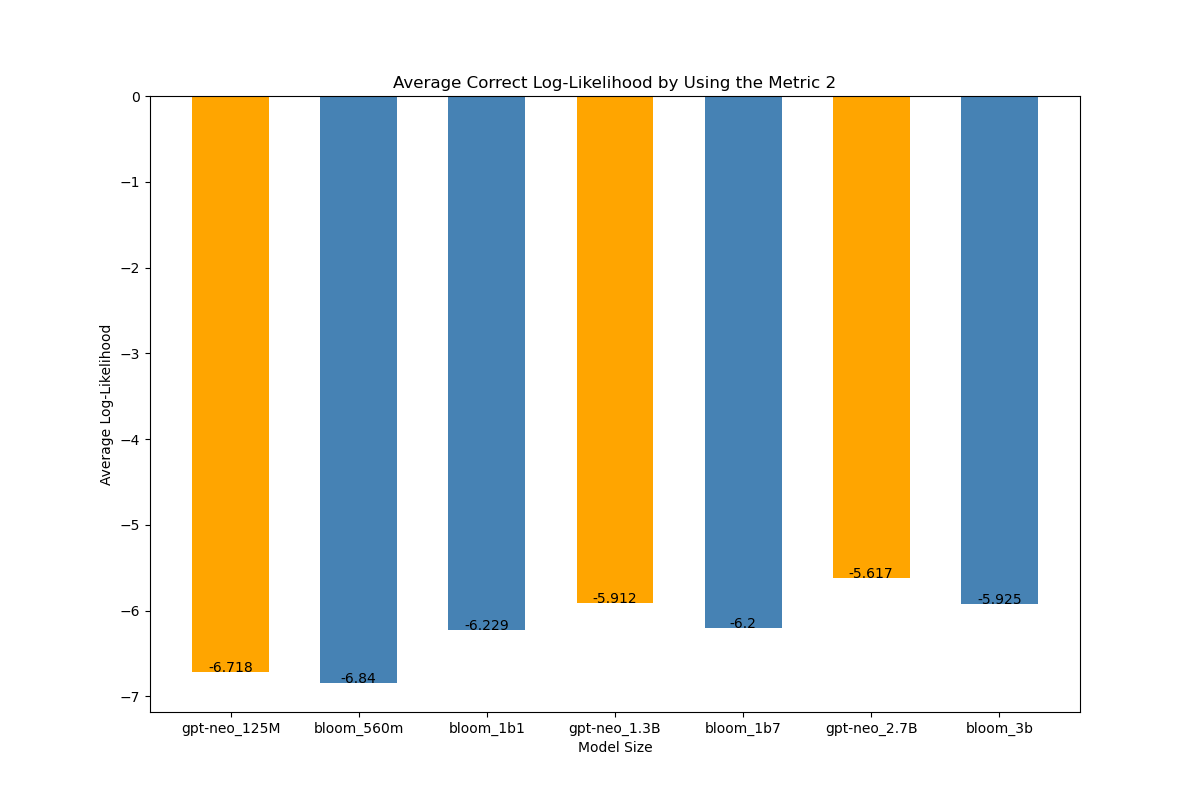 Average Correct Log-Likelihood by Using the Metric 2
Average Log-Likelihood
0
−1
−2
−3
−4
−5
−6
−7
-6.718
-6.84
-6.229
-5.912
-6.2
-5.617
-5.925
gpt-neo_125M
bloom_560m
bloom_1b1
gpt-neo_1.3B
bloom_1b7
gpt-neo_2.7B
bloom_3b
Model Size